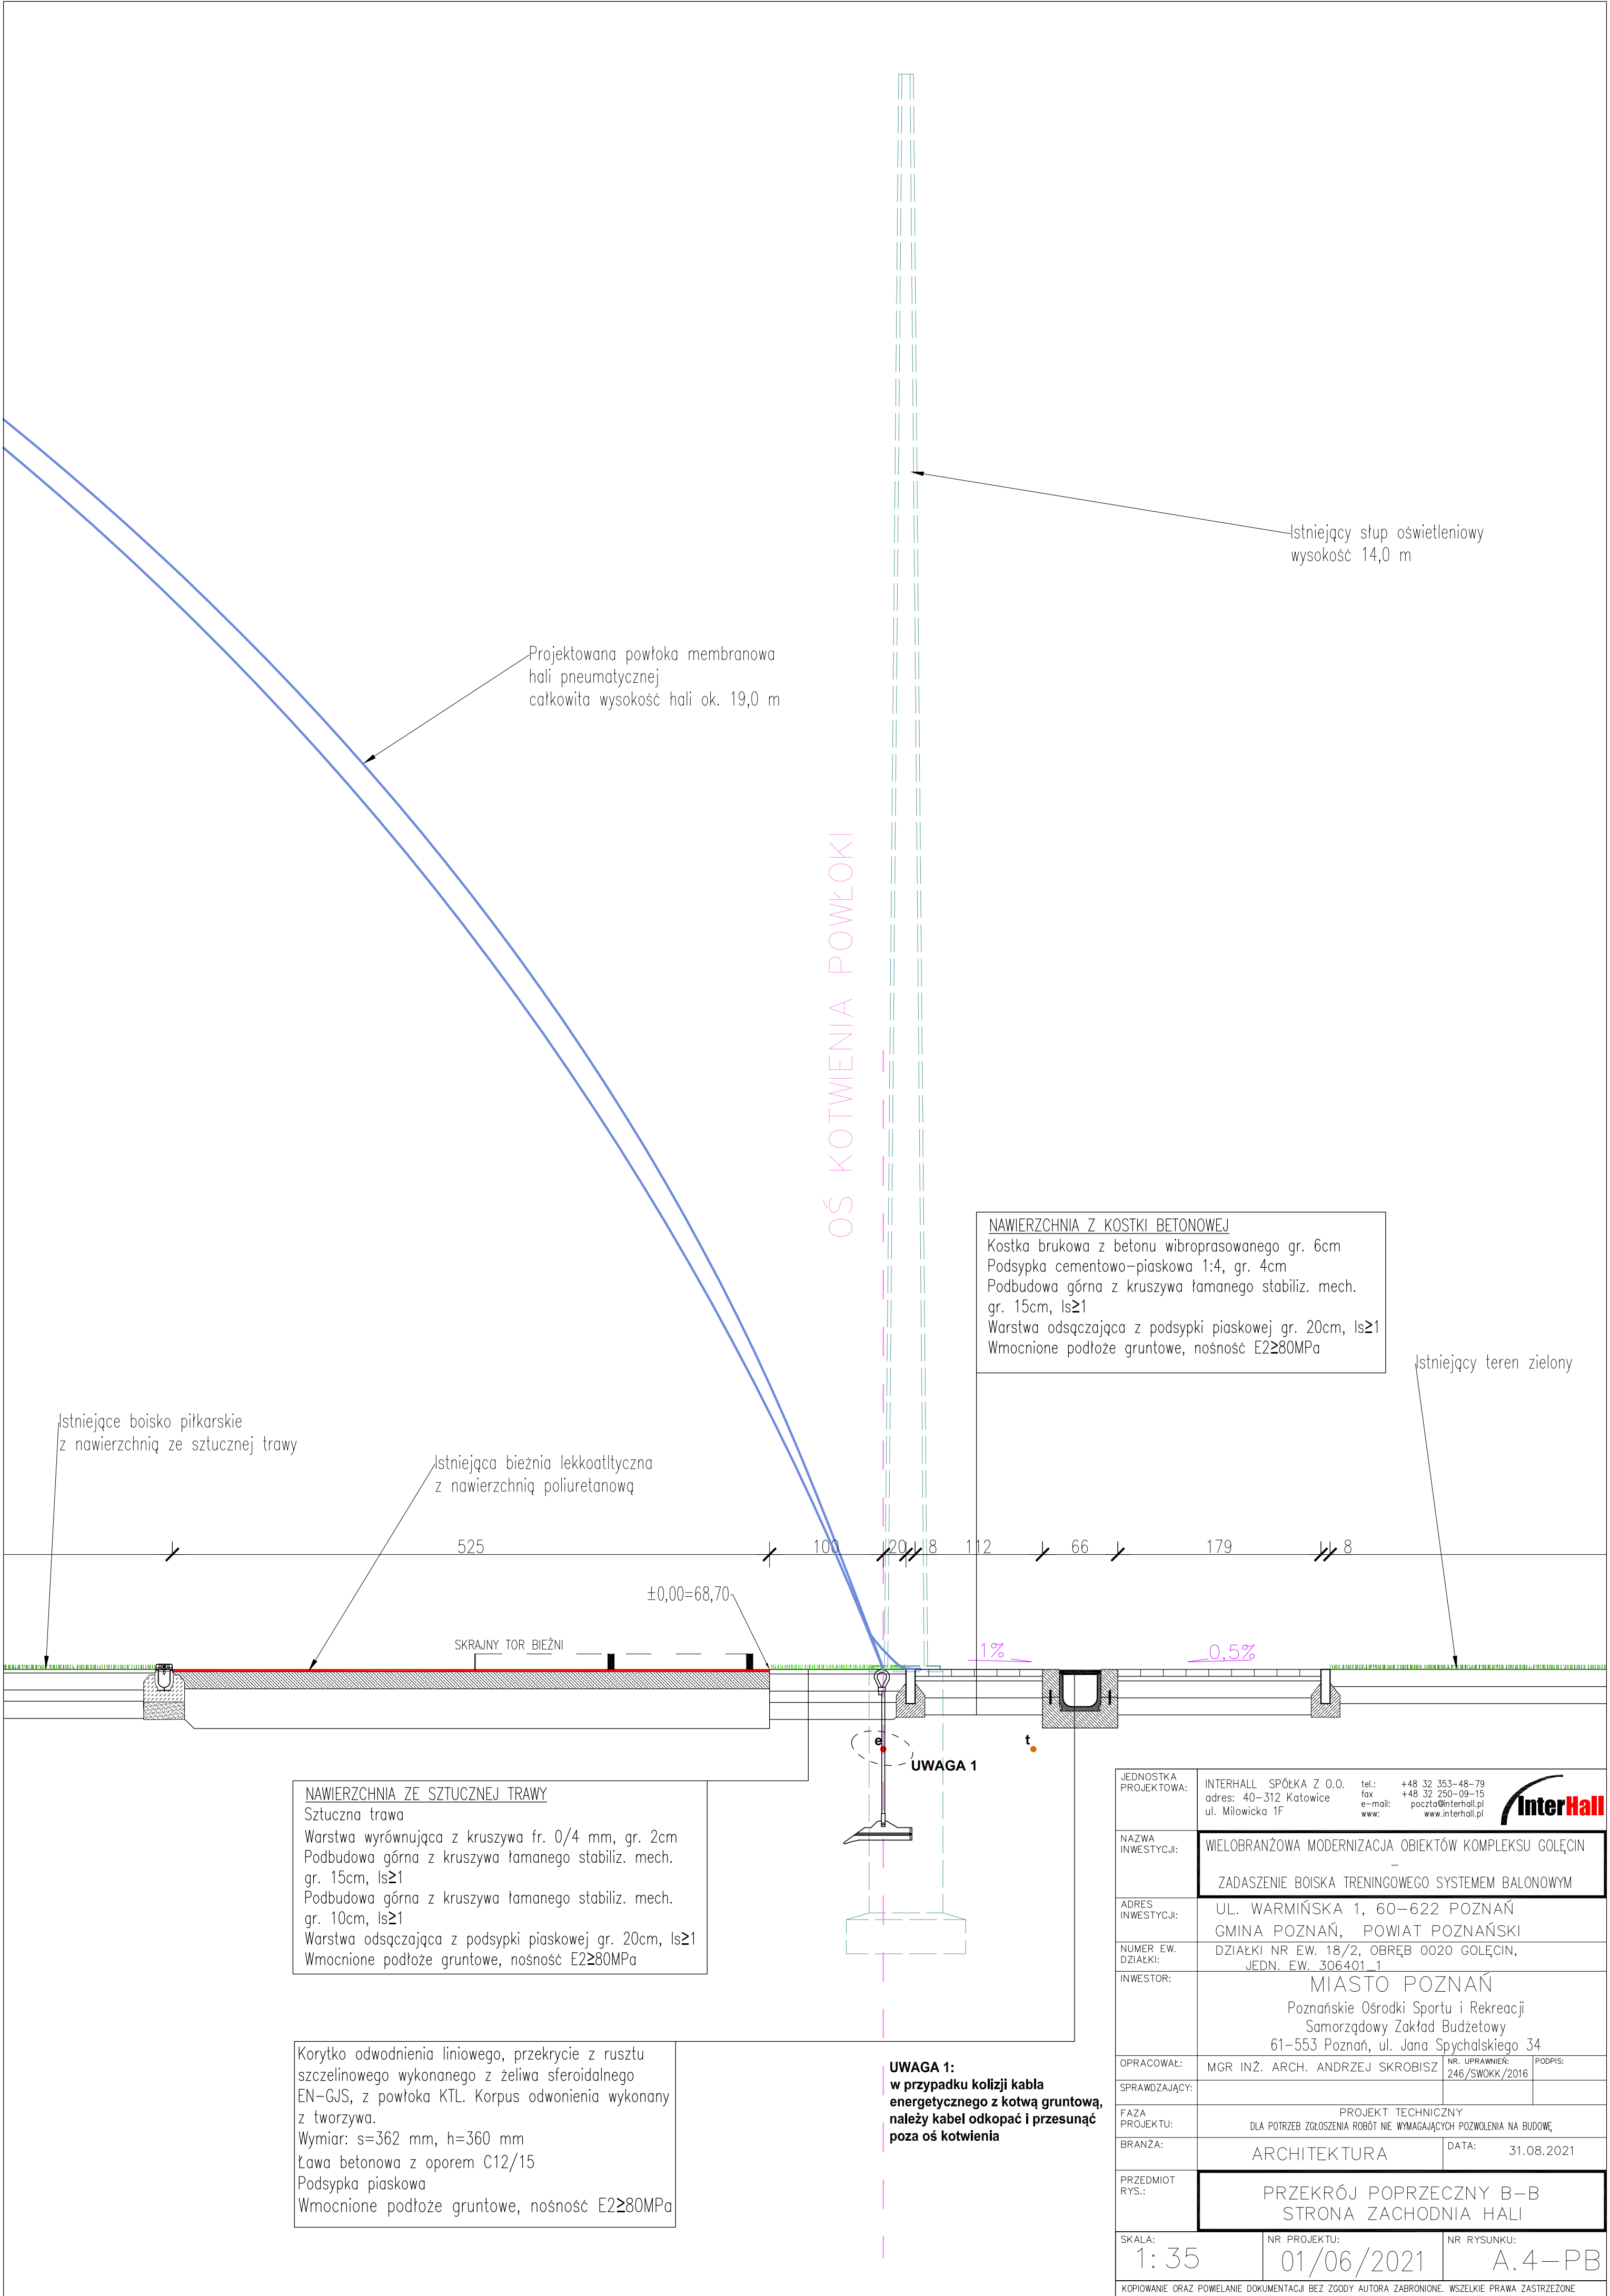 Istniejący słup oświetleniowy
wysokość 14,0 m
Projektowana powłoka membranowa
hali pneumatycznej
całkowita wysokość hali ok. 19,0 m
OŚ KOTWIENIA POWŁOKI
NAWIERZCHNIA Z KOSTKI BETONOWEJ
Kostka brukowa z betonu wibroprasowanego gr. 6cm
Podsypka cementowo-piaskowa 1:4, gr. 4cm
Podbudowa górna z kruszywa łamanego stabiliz. mech.
gr. 15cm, Is≥1
Warstwa odsączająca z podsypki piaskowej gr. 20cm, Is≥1
Wmocnione podłoże gruntowe, nośność E2≥80MPa
Istniejący teren zielony
Istniejące boisko piłkarskie
z nawierzchnią ze sztucznej trawy
Istniejąca bieżnia lekkoatltyczna
z nawierzchnią poliuretanową
525 100 20 8 112 66 179 8
±0,00=68,70
SKRAJNY TOR BIEŻNI
1% 0,5%
e
t
UWAGA 1
NAWIERZCHNIA ZE SZTUCZNEJ TRAWY
Sztuczna trawa
Warstwa wyrównująca z kruszywa fr. 0/4 mm, gr. 2cm
Podbudowa górna z kruszywa łamanego stabiliz. mech.
gr. 15cm, Is≥1
Podbudowa górna z kruszywa łamanego stabiliz. mech.
gr. 10cm, Is≥1
Warstwa odsączająca z podsypki piaskowej gr. 20cm, Is≥1
Wmocnione podłoże gruntowe, nośność E2≥80MPa
Korytko odwodnienia liniowego, przekrycie z rusztu
szczelinowego wykonanego z żeliwa sferoidalnego
EN-GJS, z powłoka KTL. Korpus odwonienia wykonany
z tworzywa.
Wymiar: s=362 mm, h=360 mm
Ława betonowa z oporem C12/15
Podsypka piaskowa
Wmocnione podłoże gruntowe, nośność E2≥80MPa
UWAGA 1:
w przypadku kolizji kabla
energetycznego z kotwą gruntową,
należy kabel odkopać i przesunąć
poza oś kotwienia
JEDNOSTKA
PROJEKTOWA:
INTERHALL SPÓŁKA Z O.O.
adres: 40-312 Katowice
ul. Milowicka 1F
tel.: +48 32 353-48-79
fax +48 32 250-09-15
e-mail: poczta@interhall.pl
www: www.interhall.pl
InterHall
NAZWA
INWESTYCJI:
WIELOBRANŻOWA MODERNIZACJA OBIEKTÓW KOMPLEKSU GOLĘCIN
–
ZADASZENIE BOISKA TRENINGOWEGO SYSTEMEM BALONOWYM
ADRES
INWESTYCJI:
UL. WARMIŃSKA 1, 60-622 POZNAŃ
GMINA POZNAŃ, POWIAT POZNAŃSKI
NUMER EW.
DZIAŁKI:
DZIAŁKI NR EW. 18/2, OBRĘB 0020 GOLĘCIN,
JEDN. EW. 306401_1
INWESTOR:
MIASTO POZNAŃ
Poznańskie Ośrodki Sportu i Rekreacji
Samorządowy Zakład Budżetowy
61-553 Poznań, ul. Jana Spychalskiego 34
OPRACOWAŁ:
MGR INŻ. ARCH. ANDRZEJ SKROBISZ
NR. UPRAWNIEŃ:
246/SWOKK/2016
PODPIS:
SPRAWDZAJĄCY:
FAZA
PROJEKTU:
PROJEKT TECHNICZNY
DLA POTRZEB ZGŁOSZENIA ROBÓT NIE WYMAGAJĄCYCH POZWOLENIA NA BUDOWĘ
BRANŻA:
ARCHITEKTURA
DATA: 31.08.2021
PRZEDMIOT
RYS.:
PRZEKRÓJ POPRZECZNY B-B
STRONA ZACHODNIA HALI
SKALA:
1: 35
NR PROJEKTU:
01/06/2021
NR RYSUNKU:
A.4-PB
KOPIOWANIE ORAZ POWIELANIE DOKUMENTACJI BEZ ZGODY AUTORA ZABRONIONE. WSZELKIE PRAWA ZASTRZEŻONE